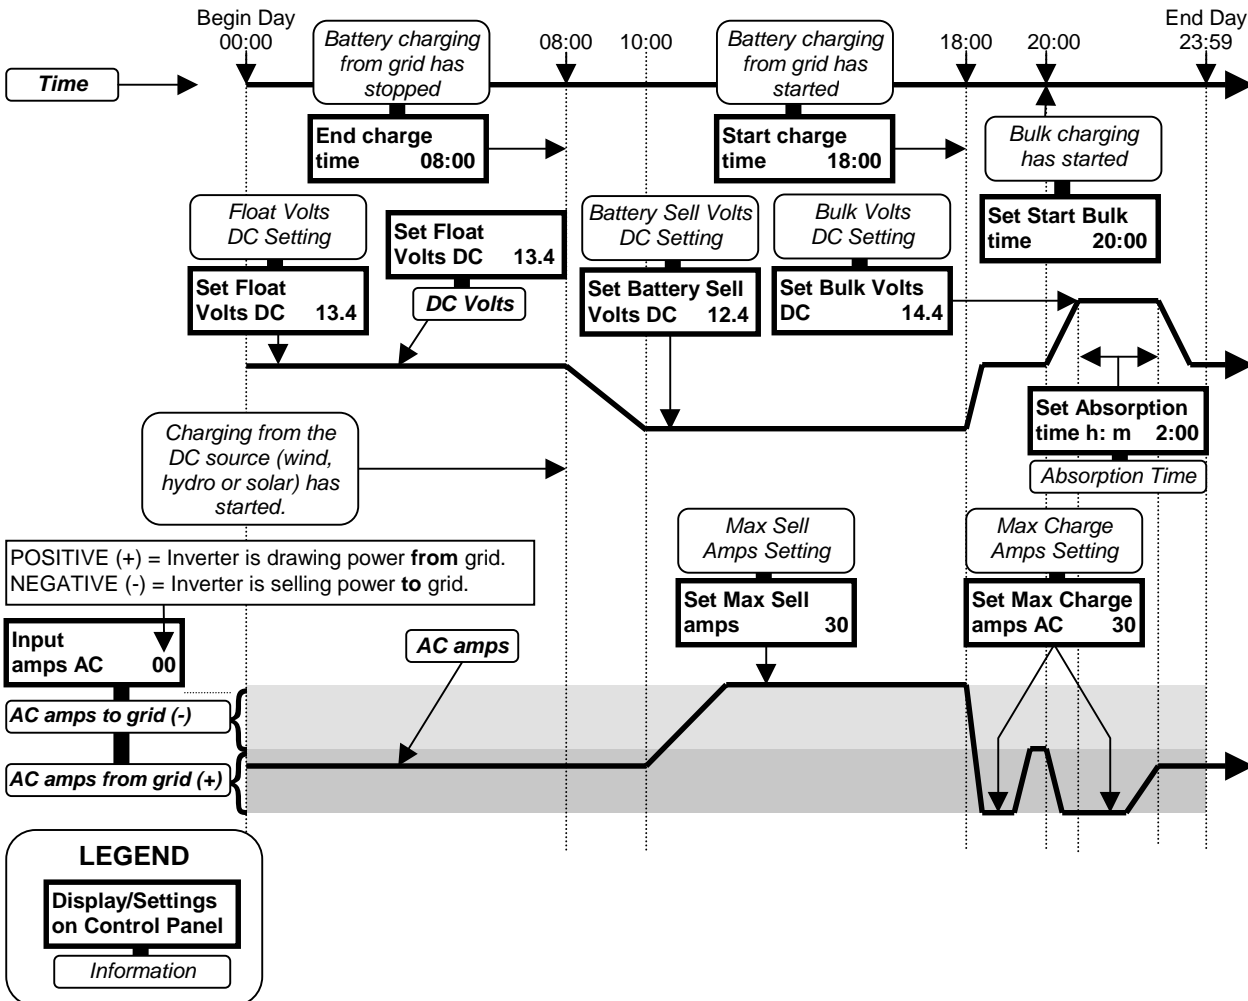 Begin Day
00:00
08:00
10:00
18:00
20:00
End Day
23:59
Time
Battery charging
from grid has
stopped
End charge
time 08:00
Battery charging
from grid has
started
Start charge
time 18:00
Bulk charging
has started
Set Start Bulk
time 20:00
Float Volts
DC Setting
Set Float
Volts DC 13.4
Set Float
Volts DC 13.4
DC Volts
Battery Sell Volts
DC Setting
Set Battery Sell
Volts DC 12.4
Bulk Volts
DC Setting
Set Bulk Volts
DC 14.4
Set Absorption
time h: m 2:00
Absorption Time
Charging from the
DC source (wind,
hydro or solar) has
started.
POSITIVE (+) = Inverter is drawing power from grid.
NEGATIVE (-) = Inverter is selling power to grid.
Input
amps AC 00
AC amps
Max Sell
Amps Setting
Set Max Sell
amps 30
Max Charge
Amps Setting
Set Max Charge
amps AC 30
AC amps to grid (-)
AC amps from grid (+)
LEGEND
Display/Settings
on Control Panel
Information